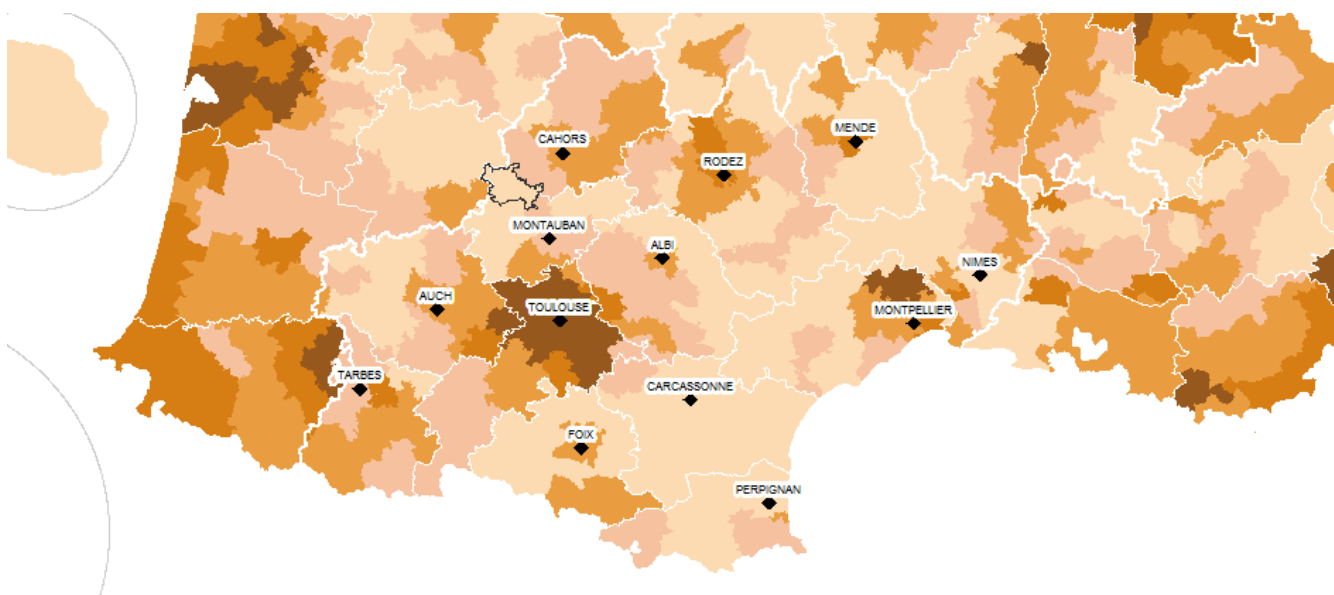 MENDE
CAHORS
RODEZ
MONTAUBAN
ALBI
NIMES
AUCH
TOULOUSE
MONTPELLIER
TARBES
CARCASSONNE
FOIX
PERPIGNAN